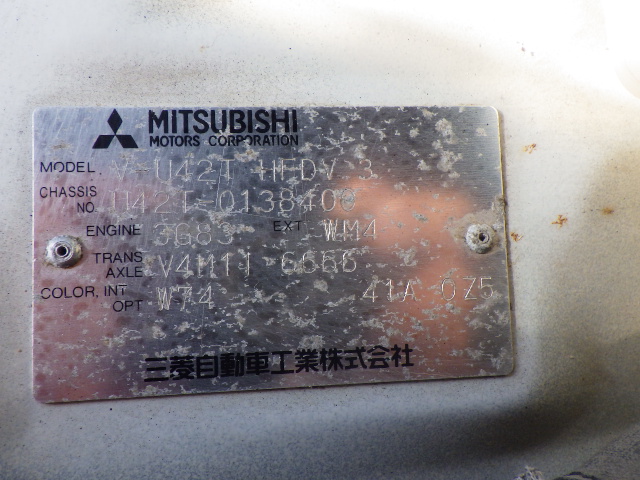 MITSUBISHI
MOTORS CORPORATION
MODEL V-U42T HFDV 3
CHASSIS NO. U42T-0138400
ENGINE 3G83 EXT WM4
TRANS AXLE V4M11 6666
COLOR, INT OPT W74 41A 0Z5
三菱自動車工業株式会社